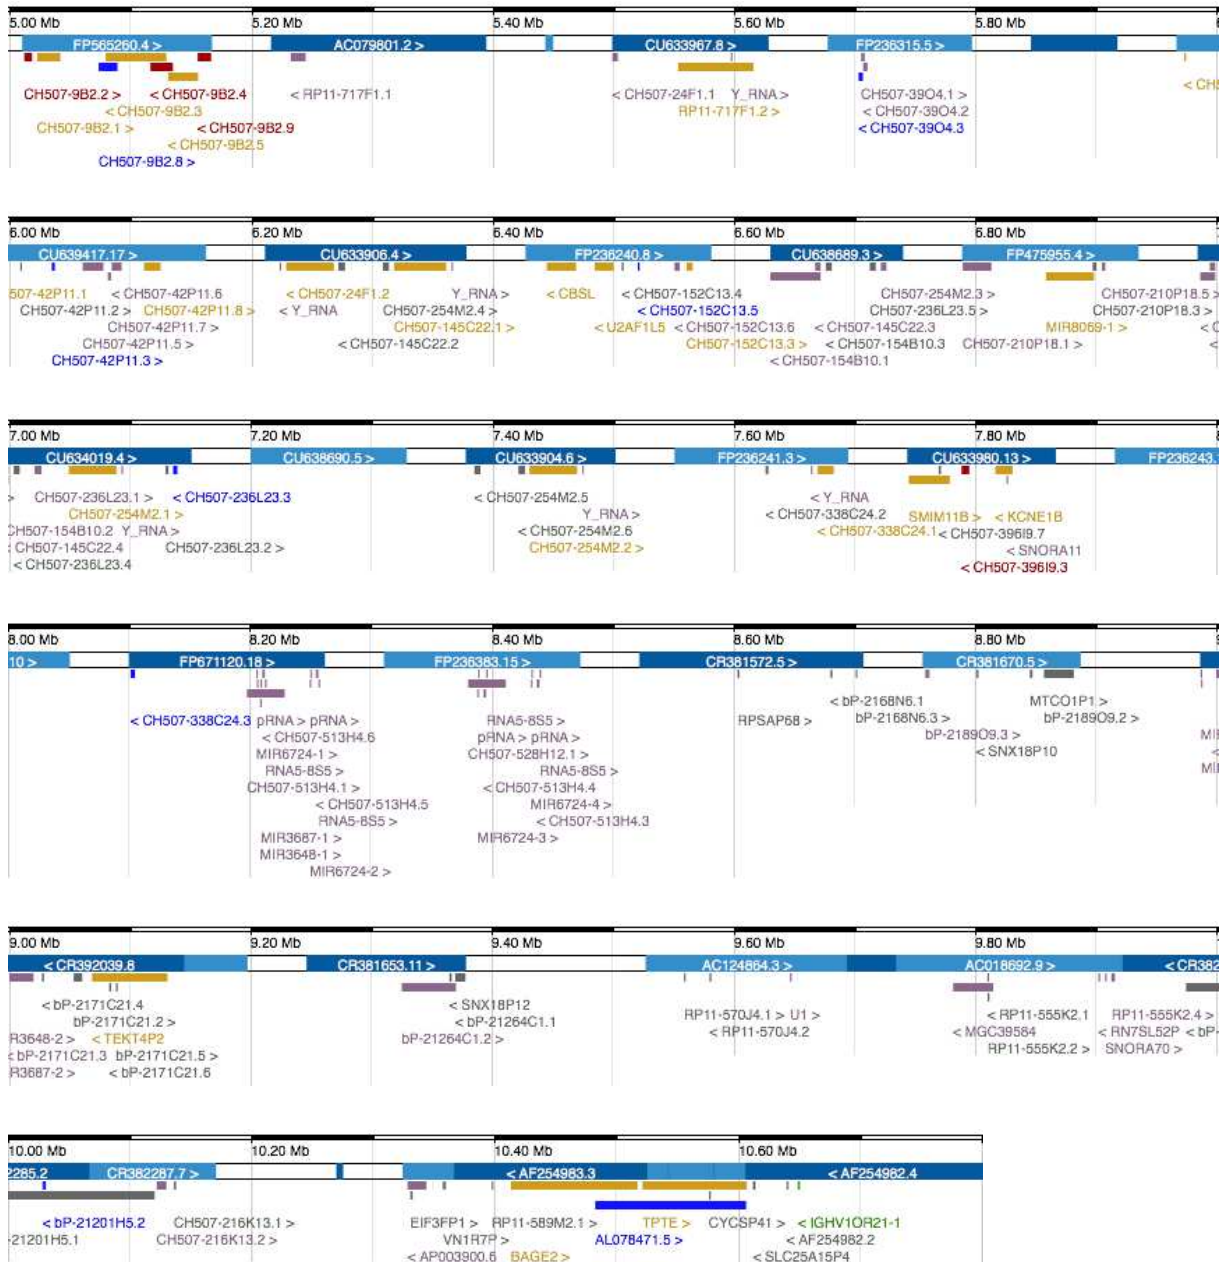 5.00 Mb 5.20 Mb 5.40 Mb 5.60 Mb 5.80 Mb
FP565260.4 > AC079801.2 > CU633967.8 > FP236315.5 >
CH507-9B2.2 > < CH507-9B2.4 < RP11-717F1.1 < CH507-24F1.1 Y_RNA > CH507-39O4.1 >
< CH507-9B2.3 RP11-717F1.2 > < CH507-39O4.2
CH507-9B2.1 > < CH507-9B2.9 < CH507-39O4.3
< CH507-9B2.5
CH507-9B2.8 >
6.00 Mb 6.20 Mb 6.40 Mb 6.60 Mb 6.80 Mb
CU639417.17 > CU633906.4 > FP236240.8 > CU638689.3 > FP475955.4 >
507-42P11.1 < CH507-42P11.6 < CH507-24F1.2 Y_RNA > < CBSL < CH507-152C13.4 CH507-254M2.3 > CH507-210P18.5 >
CH507-42P11.2 > CH507-42P11.8 > < Y_RNA CH507-254M2.4 > < CH507-152C13.5 CH507-236L23.5 > CH507-210P18.3 >
CH507-42P11.7 > CH507-145C22.1 > < U2AF1L5 < CH507-152C13.6 < CH507-145C22.3 MIR8069-1 >
CH507-42P11.5 > < CH507-145C22.2 CH507-152C13.3 > < CH507-154B10.3 CH507-210P18.1 >
CH507-42P11.3 > < CH507-154B10.1
7.00 Mb 7.20 Mb 7.40 Mb 7.60 Mb 7.80 Mb
CU634019.4 > CU638690.5 > CU633904.6 > FP236241.3 > CU633980.13 > FP236243.
CH507-236L23.1 > < CH507-236L23.3 < CH507-254M2.5 < Y_RNA
CH507-254M2.1 > Y_RNA > < CH507-338C24.2 SMIM11B > < KCNE1B
CH507-154B10.2 Y_RNA > < CH507-254M2.6 < CH507-338C24.1 < CH507-396I9.7
< CH507-145C22.4 CH507-236L23.2 > CH507-254M2.2 > < SNORA11
< CH507-236L23.4 < CH507-396I9.3
8.00 Mb 8.20 Mb 8.40 Mb 8.60 Mb 8.80 Mb
10 > FP671120.18 > FP236383.15 > CR381572.5 > CR381670.5 >
< bP-2168N6.1 MTCO1P1 >
< CH507-338C24.3 pRNA > pRNA > RNA5-8S5 > RPSAP68 > bP-2168N6.3 > bP-2189O9.2 >
< CH507-513H4.6 pRNA > pRNA > bP-2189O9.3 >
MIR6724-1 > CH507-528H12.1 > < SNX18P10
RNA5-8S5 > RNA5-8S5 >
CH507-513H4.1 > < CH507-513H4.4
< CH507-513H4.5 MIR6724-4 >
RNA5-8S5 > < CH507-513H4.3
MIR3687-1 > MIR6724-3 >
MIR3648-1 >
MIR6724-2 >
9.00 Mb 9.20 Mb 9.40 Mb 9.60 Mb 9.80 Mb
< CR392039.8 CR381653.11 > AC124864.3 > AC018692.9 > < CR382
< bP-2171C21.4 < SNX18P12 RP11-570J4.1 > U1 > < RP11-555K2.1 RP11-555K2.4 >
bP-2171C21.2 > < bP-21264C1.1 < RP11-570J4.2 < MGC39584 < RN7SL52P < bP-
R3648-2 > < TEKT4P2 bP-21264C1.2 > RP11-555K2.2 > SNORA70 >
< bP-2171C21.3 bP-2171C21.5 >
R3687-2 > < bP-2171C21.6
10.00 Mb 10.20 Mb 10.40 Mb 10.60 Mb
2285.2 CR382287.7 > < AF254983.3 < AF254982.4
< bP-21201H5.2 CH507-216K13.1 > EIF3FP1 > RP11-589M2.1 > TPTE > CYCSP41 > < IGHV1OR21-1
-21201H5.1 CH507-216K13.2 > VN1R7P > AL078471.5 > < AF254982.2
< AP003900.6 BAGE2 > < SLC25A15P4